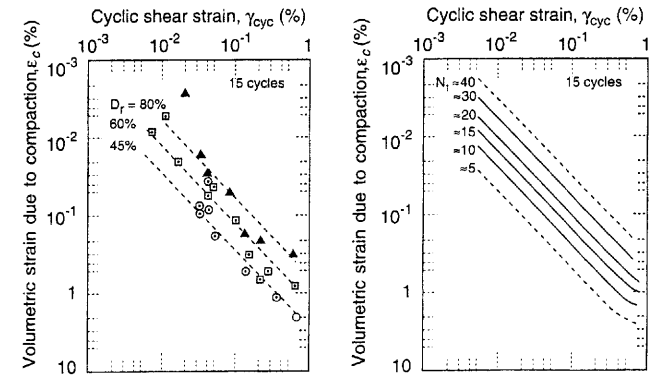 Cyclic shear strain, γcyc (%)
10-3 10-2 10-1 1
Volumetric strain due to compaction,εc(%)
10-3
10-2
10-1
1
10
15 cycles
Dr = 80%
60%
45%
Cyclic shear strain, γcyc (%)
10-3 10-2 10-1 1
Volumetric strain due to compaction,εc(%)
10-3
10-2
10-1
1
10
15 cycles
N1 ≈40
≈30
≈20
≈15
≈10
≈5